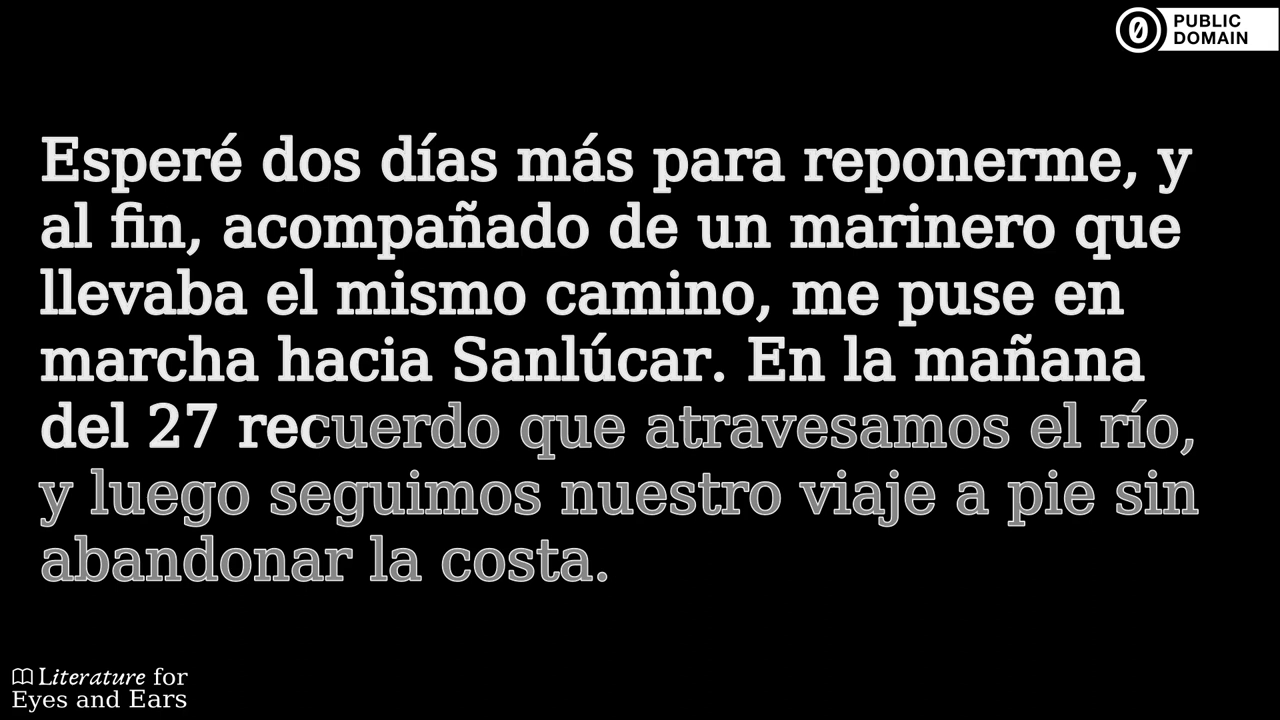 PUBLIC
DOMAIN
Esperé dos días más para reponerme, y
al fin, acompañado de un marinero que
llevaba el mismo camino, me puse en
marcha hacia Sanlúcar. En la mañana
del 27 recuerdo que atravesamos el río,
y luego seguimos nuestro viaje a pie sin
abandonar la costa.
Literature for
Eyes and Ears